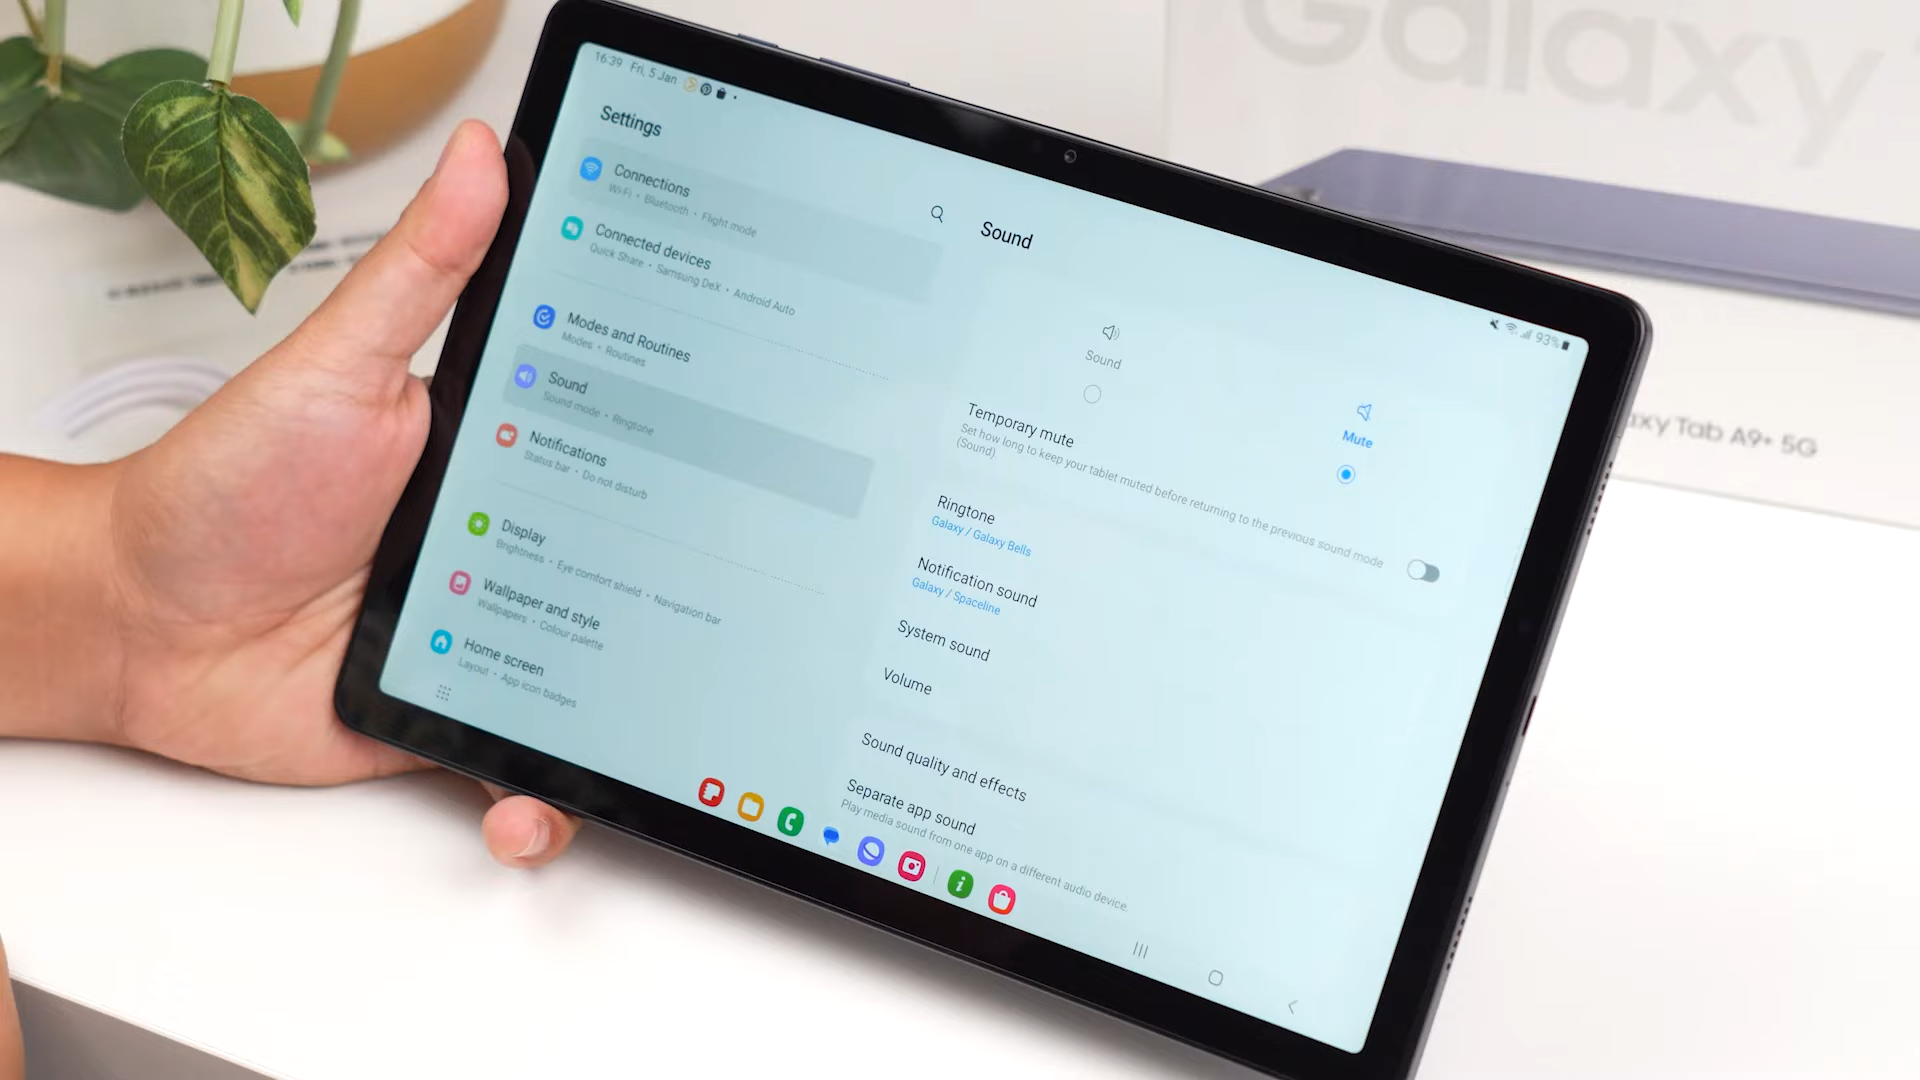 Galaxy
16:39 Fri, 5 Jan
93%
Settings
Connections
Wi-Fi • Bluetooth • Flight mode
Connected devices
Quick Share • Samsung DeX • Android Auto
Modes and Routines
Modes • Routines
Sound
Sound mode • Ringtone
Notifications
Status bar • Do not disturb
Display
Brightness • Eye comfort shield • Navigation bar
Wallpaper and style
Wallpapers • Colour palette
Home screen
Layout • App icon badges
Sound
Sound
Mute
Temporary mute
Set how long to keep your tablet muted before returning to the previous sound mode
(Sound)
Ringtone
Galaxy / Galaxy Bells
Notification sound
Galaxy / Spaceline
System sound
Volume
Sound quality and effects
Separate app sound
Play media sound from one app on a different audio device.
axy Tab A9+ 5G